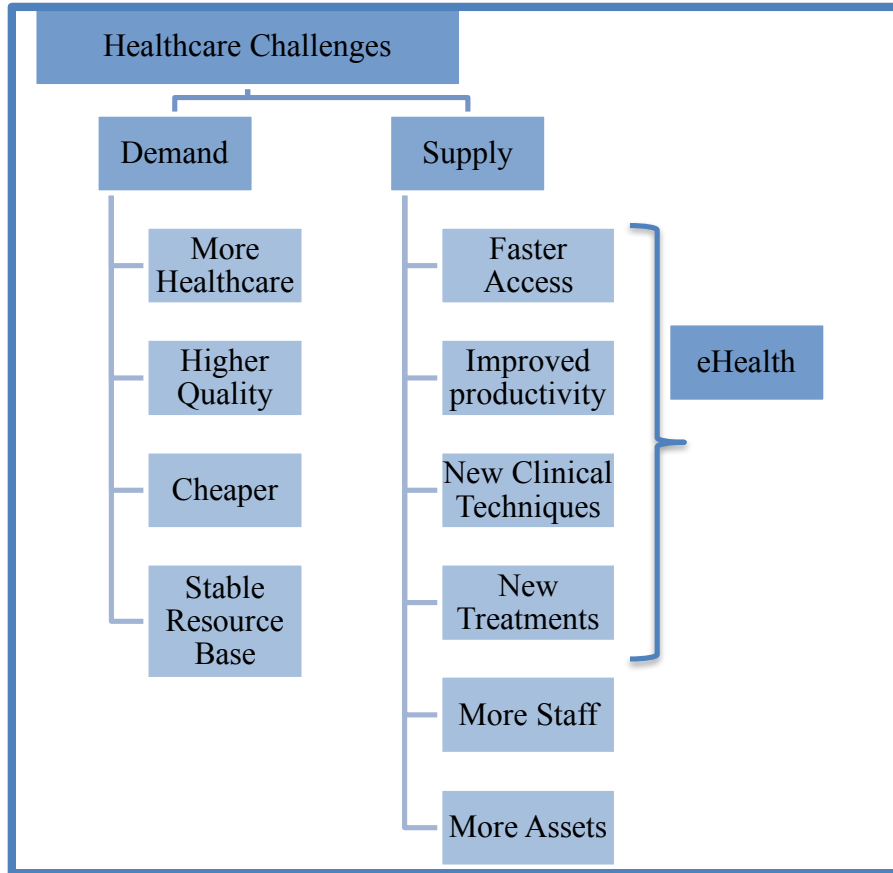 Healthcare Challenges
Demand
More
Healthcare
Higher
Quality
Cheaper
Stable
Resource
Base
Supply
Faster
Access
Improved
productivity
New Clinical
Techniques
New
Treatments
More Staff
More Assets
eHealth